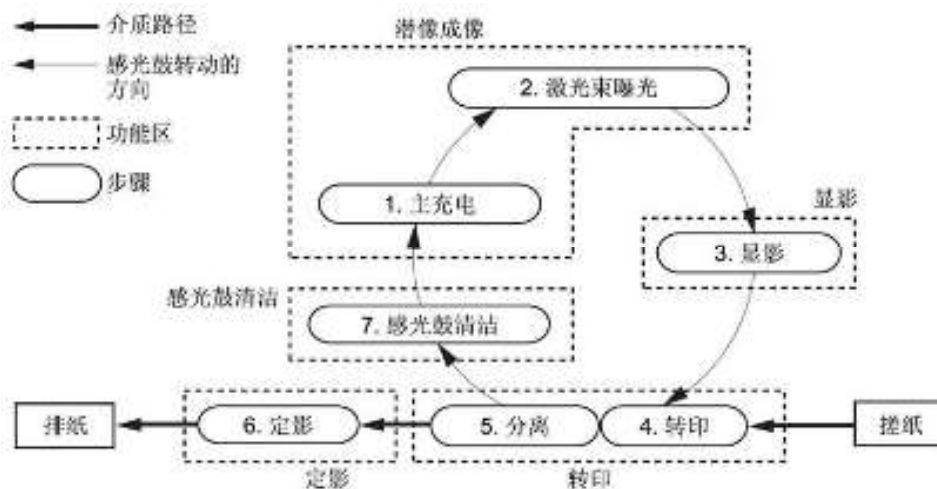 介质路径
感光鼓转动的
方向
功能区
步骤
潜像成像
2. 激光束曝光
1. 主充电
显影
3. 显影
感光鼓清洁
7. 感光鼓清洁
排纸
6. 定影
5. 分离
4. 转印
搓纸
定影
转印